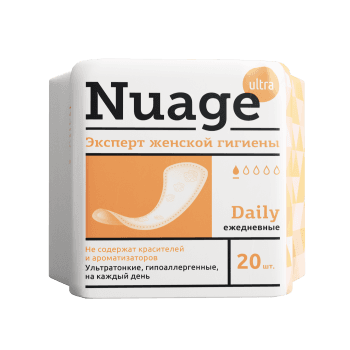 ultra
Nuage
Эксперт женской гигиены
Daily
ежедневные
Не содержат красителей
и ароматизаторов
Ультратонкие, гипоаллергенные,
на каждый день
20 шт.